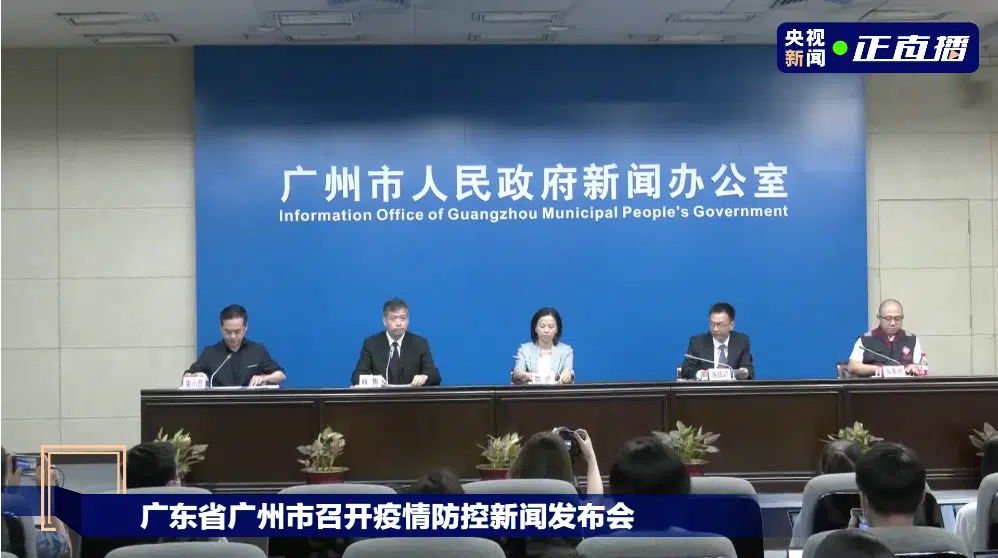 央视
新闻
正直播
广州市人民政府新闻办公室
Information Office of Guangzhou Municipal People's Government
广东省广州市召开疫情防控新闻发布会